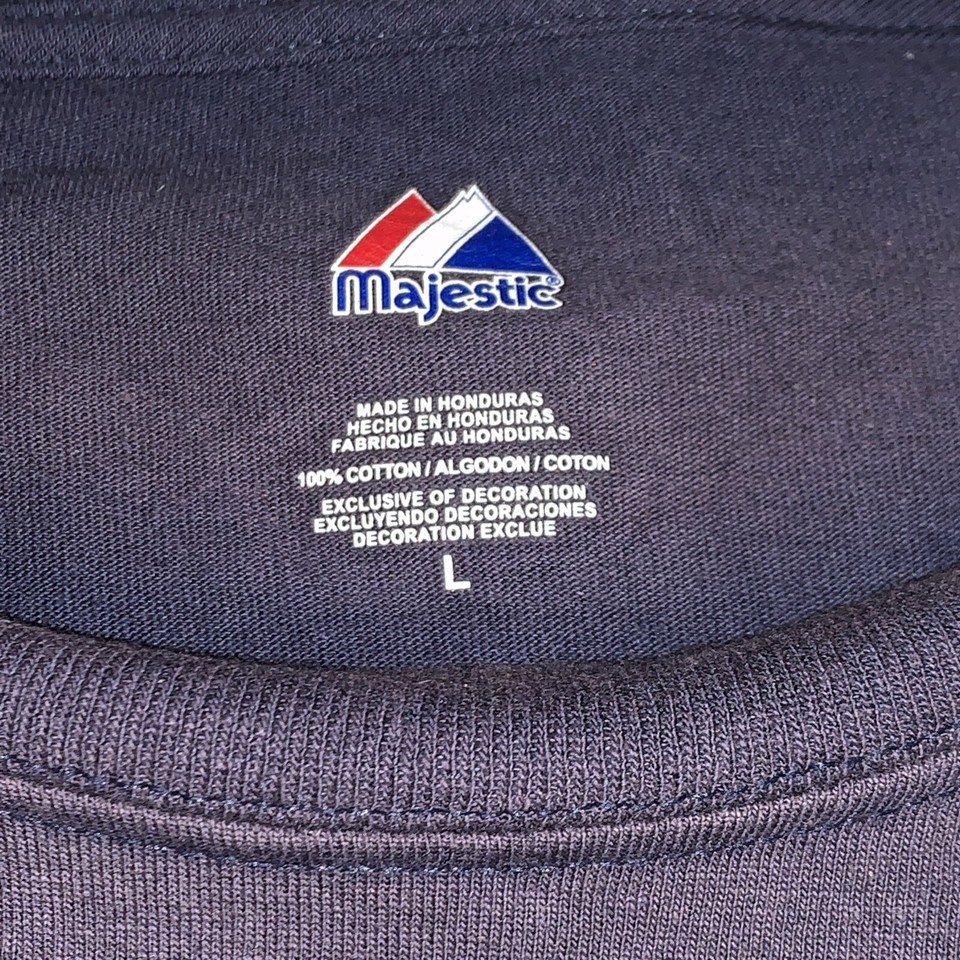 Majestic®
MADE IN HONDURAS
HECHO EN HONDURAS
FABRIQUE AU HONDURAS
100% COTTON / ALGODON / COTON
EXCLUSIVE OF DECORATION
EXCLUYENDO DECORACIONES
DECORATION EXCLUE
L